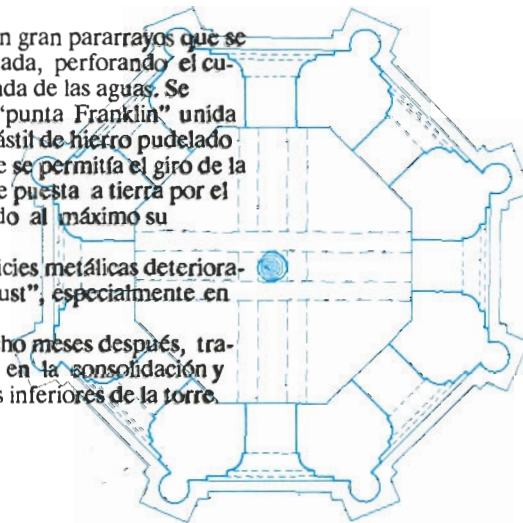 n gran pararrayos que se
ada, perforando el cu-
nda de las aguas. Se
"punta Franklin" unida
ástil de hierro pudelado
e se permitía el giro de la
e puesta a tierra por el
do al máximo su
icies metálicas deteriora-
ust", especialmente en
cho meses después, tra-
en la consolidación y
s inferiores de la torre.